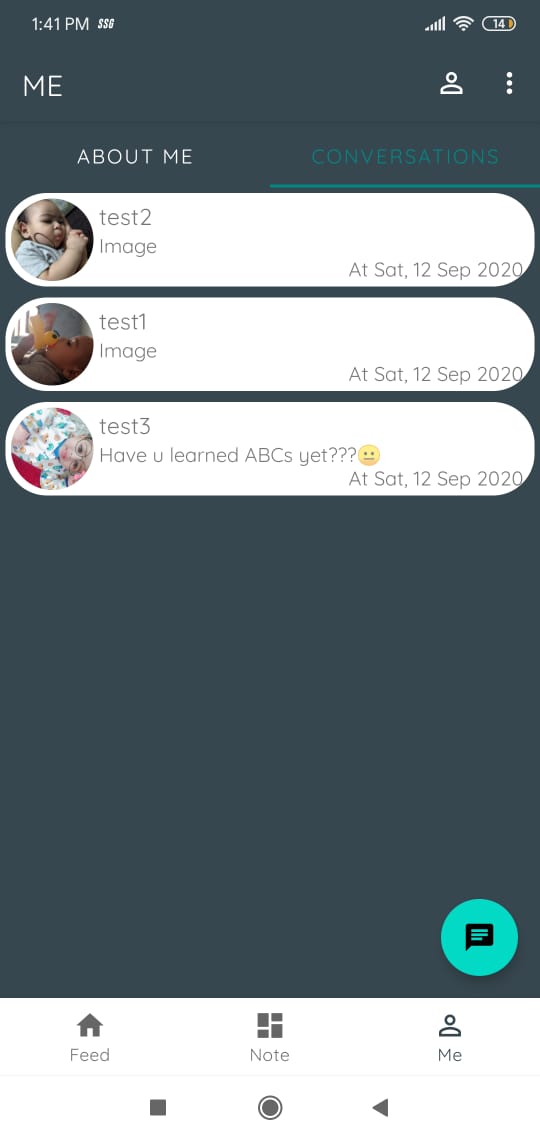 1:41 PM SSG
14
ME
ABOUT ME
CONVERSATIONS
test2
Image
At Sat, 12 Sep 2020
test1
Image
At Sat, 12 Sep 2020
test3
Have u learned ABCs yet???😐
At Sat, 12 Sep 2020
Feed
Note
Me